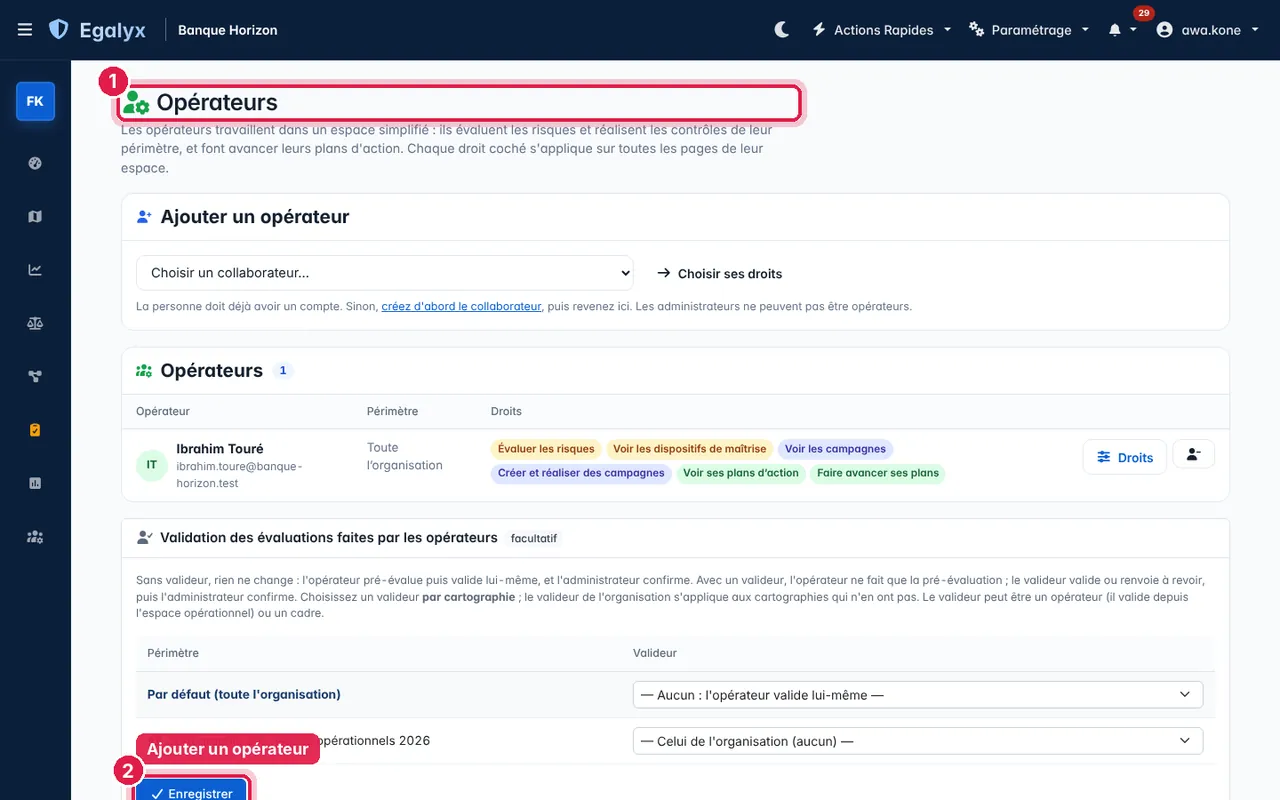 Egalyx
Banque Horizon
Actions Rapides
Paramétrage
29
awa.kone
FK
1
Opérateurs
Les opérateurs travaillent dans un espace simplifié : ils évaluent les risques et réalisent les contrôles de leur
périmètre, et font avancer leurs plans d'action. Chaque droit coché s'applique sur toutes les pages de leur
espace.
Ajouter un opérateur
Choisir un collaborateur...
Choisir ses droits
La personne doit déjà avoir un compte. Sinon, créez d'abord le collaborateur, puis revenez ici. Les administrateurs ne peuvent pas être opérateurs.
Opérateurs 1
Opérateur Périmètre Droits
IT
Ibrahim Touré
ibrahim.toure@banque-
horizon.test
Toute
l'organisation
Évaluer les risques Voir les dispositifs de maîtrise Voir les campagnes
Créer et réaliser des campagnes Voir ses plans d'action Faire avancer ses plans
Droits
Validation des évaluations faites par les opérateurs facultatif
Sans valideur, rien ne change : l'opérateur pré-évalue puis valide lui-même, et l'administrateur confirme. Avec un valideur, l'opérateur ne fait que la pré-évaluation ; le valideur valide ou renvoie à revoir,
puis l'administrateur confirme. Choisissez un valideur par cartographie ; le valideur de l'organisation s'applique aux cartographies qui n'en ont pas. Le valideur peut être un opérateur (il valide depuis
l'espace opérationnel) ou un cadre.
Périmètre Valideur
Par défaut (toute l'organisation) — Aucun : l'opérateur valide lui-même —
Ajouter un opérateur
opérationnels 2026 — Celui de l'organisation (aucun) —
2
Enregistrer